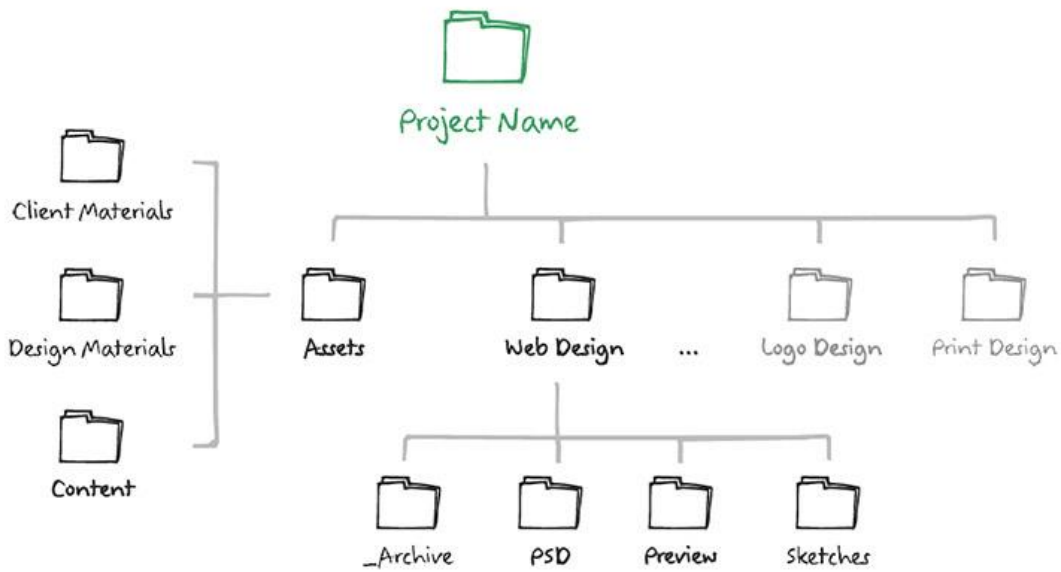 Project Name
Client Materials
Design Materials
Assets
Web Design
...
Logo Design
Print Design
Content
_Archive
PSD
Preview
Sketches